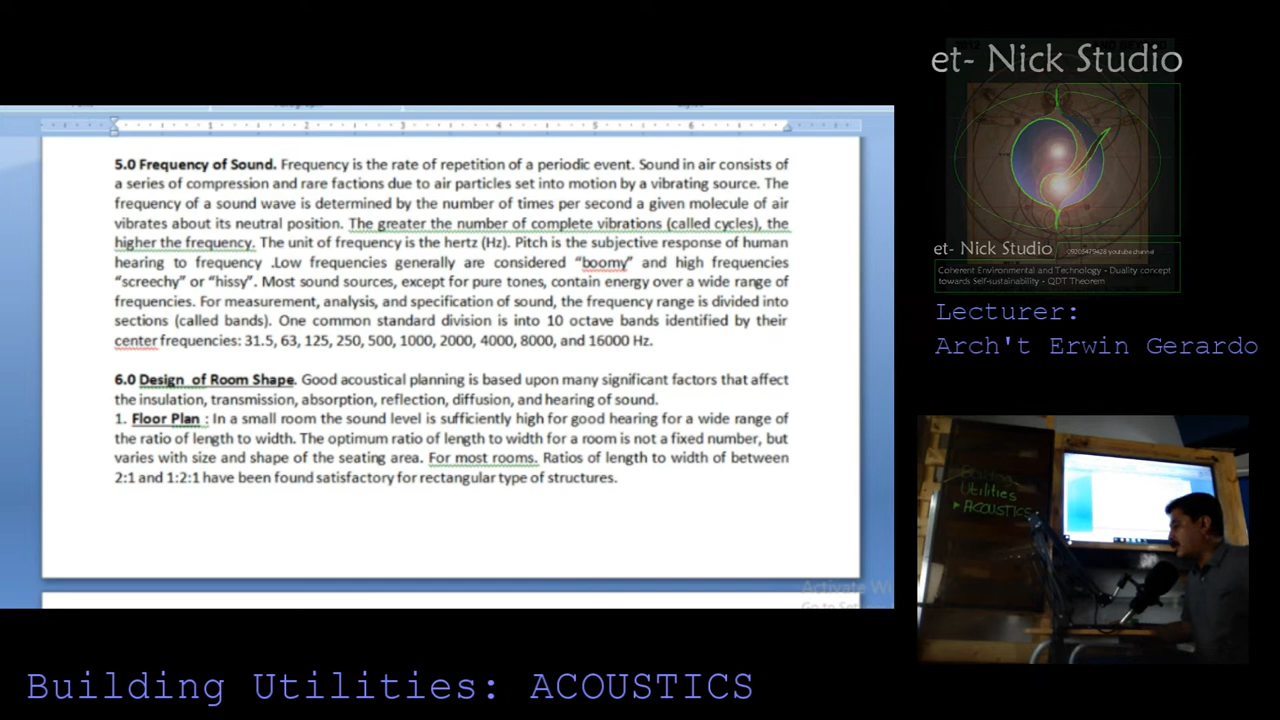 et- Nick Studio
5.0 Frequency of Sound. Frequency is the rate of repetition of a periodic event. Sound in air consists of
a series of compression and rare factions due to air particles set into motion by a vibrating source. The
frequency of a sound wave is determined by the number of times per second a given molecule of air
vibrates about its neutral position. The greater the number of complete vibrations (called cycles), the
higher the frequency. The unit of frequency is the hertz (Hz). Pitch is the subjective response of human
hearing to frequency .Low frequencies generally are considered “boomy” and high frequencies
“screechy” or “hissy”. Most sound sources, except for pure tones, contain energy over a wide range of
frequencies. For measurement, analysis, and specification of sound, the frequency range is divided into
sections (called bands). One common standard division is into 10 octave bands identified by their
center frequencies: 31.5, 63, 125, 250, 500, 1000, 2000, 4000, 8000, and 16000 Hz.
6.0 Design of Room Shape. Good acoustical planning is based upon many significant factors that affect
the insulation, transmission, absorption, reflection, diffusion, and hearing of sound.
1. Floor Plan : In a small room the sound level is sufficiently high for good hearing for a wide range of
the ratio of length to width. The optimum ratio of length to width for a room is not a fixed number, but
varies with size and shape of the seating area. For most rooms. Ratios of length to width of between
2:1 and 1:2:1 have been found satisfactory for rectangular type of structures.
et- Nick Studio
youtube channel
Coherent Environmental and Technology - Duality concept
towards Self-sustainability - QDT Theorem
Lecturer:
Arch't Erwin Gerardo
Building
Utilities
ACOUSTICS
Activate Wi
Go to Set
Building Utilities: ACOUSTICS